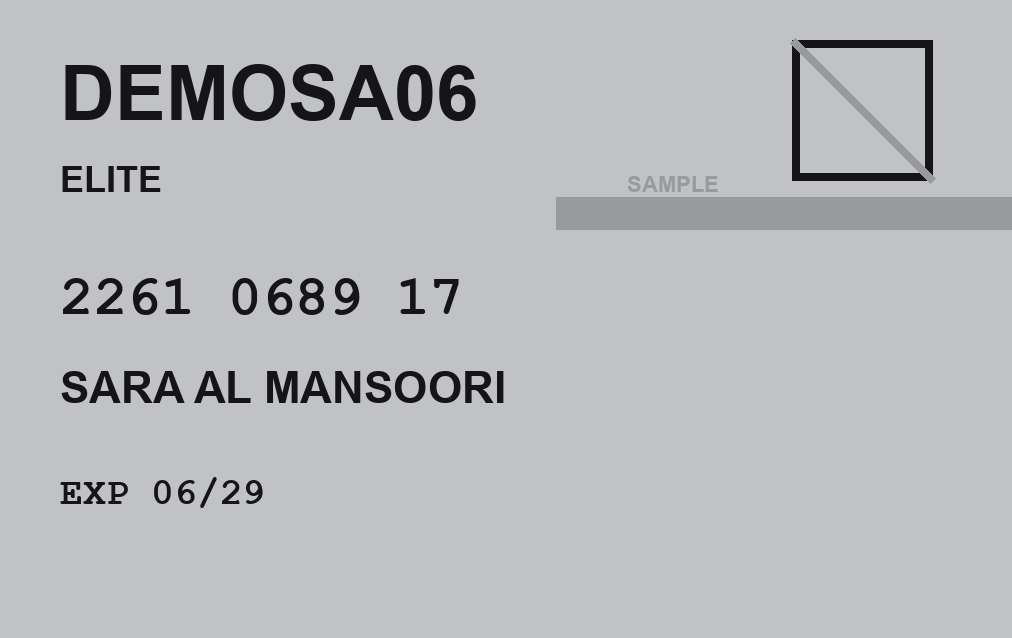 DEMOSA06
ELITE
SAMPLE
2261 0689 17
SARA AL MANSOORI
EXP 06/29